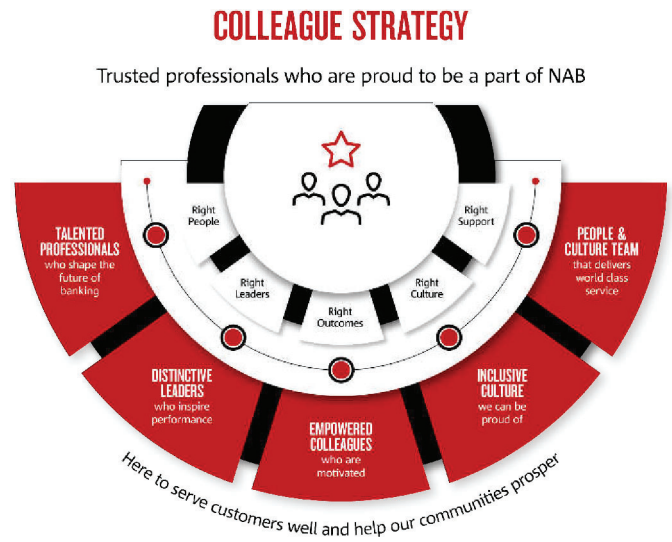 COLLEAGUE STRATEGY
Trusted professionals who are proud to be a part of NAB
Right
People
Right
Leaders
Right
Outcomes
Right
Culture
Right
Support
TALENTED
PROFESSIONALS
who shape the
future of
banking
DISTINCTIVE
LEADERS
who inspire
performance
EMPOWERED
COLLEAGUES
who are
motivated
INCLUSIVE
CULTURE
we can be
proud of
PEOPLE &
CULTURE TEAM
that delivers
world class
service
Here to serve customers well and help our communities prosper